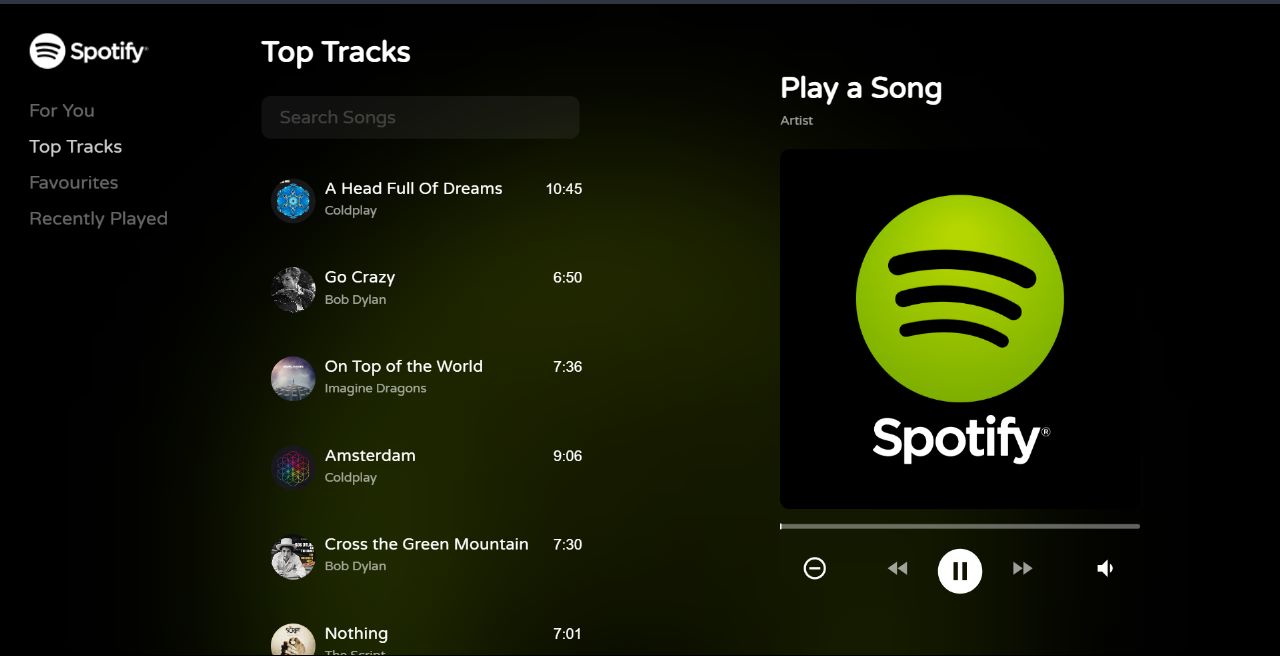 Spotify®
For You
Top Tracks
Favourites
Recently Played
Top Tracks
Search Songs
A Head Full Of Dreams 10:45
Coldplay
Go Crazy 6:50
Bob Dylan
On Top of the World 7:36
Imagine Dragons
Amsterdam 9:06
Coldplay
Cross the Green Mountain 7:30
Bob Dylan
Nothing 7:01
The Script
Play a Song
Artist
Spotify®